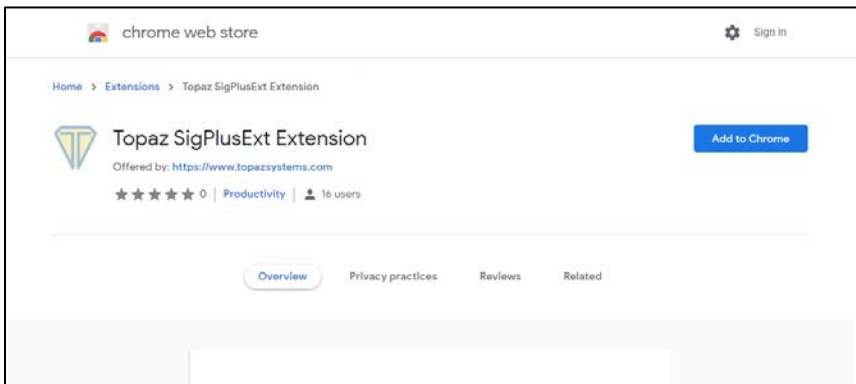 chrome web store
Sign in
Home > Extensions > Topaz SigPlusExt Extension
Topaz SigPlusExt Extension
Add to Chrome
Offered by: https://www.topazsystems.com
★★★★★ 0 | Productivity | 16 users
Overview Privacy practices Reviews Related